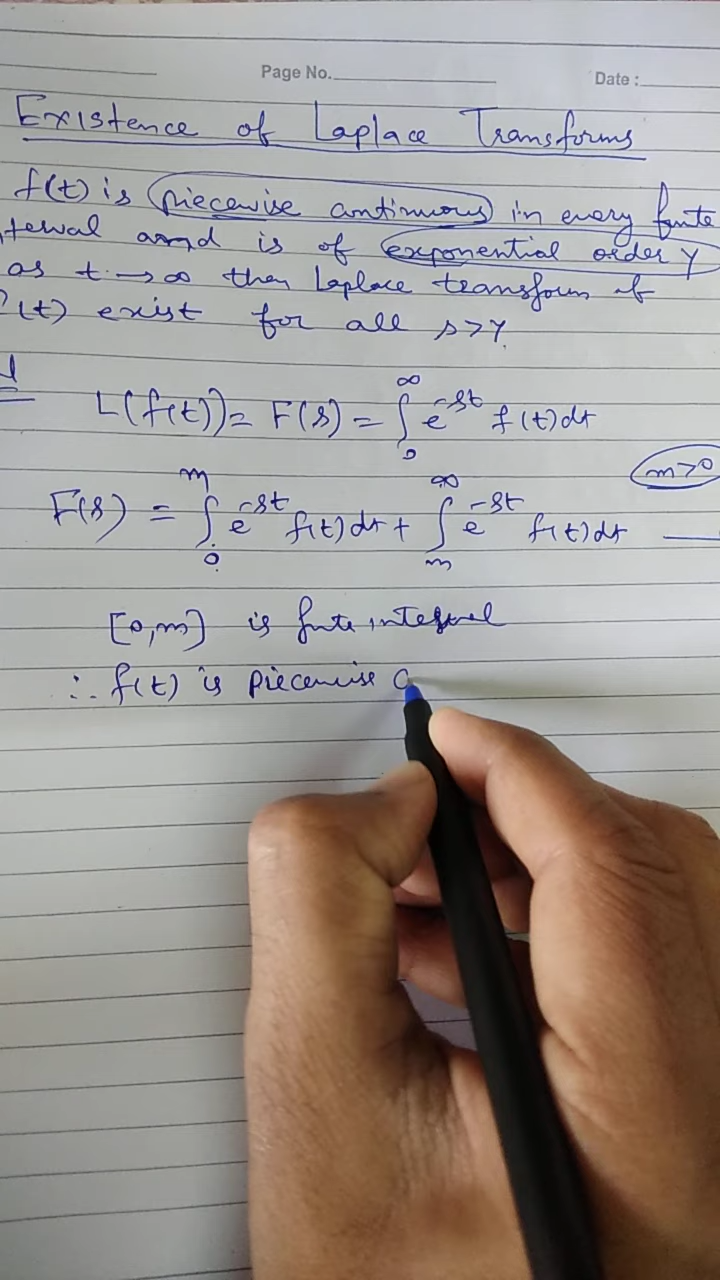 Page No.
Date :
Existence of Laplace Transforms
f(t) is piecewise continuous in every finite
terval and is of exponential order γ
as t → ∞ then Laplace transform of
(t) exist for all s>γ.
L(f(t)) = F(s) = ∫₀^∞ e^-st f(t)dt
m>0
F(s) = ∫₀^m e^-st f(t)dt + ∫ₘ^∞ e^-st f(t)dt
[0,m] is finite integral
∴ f(t) is piecewise c